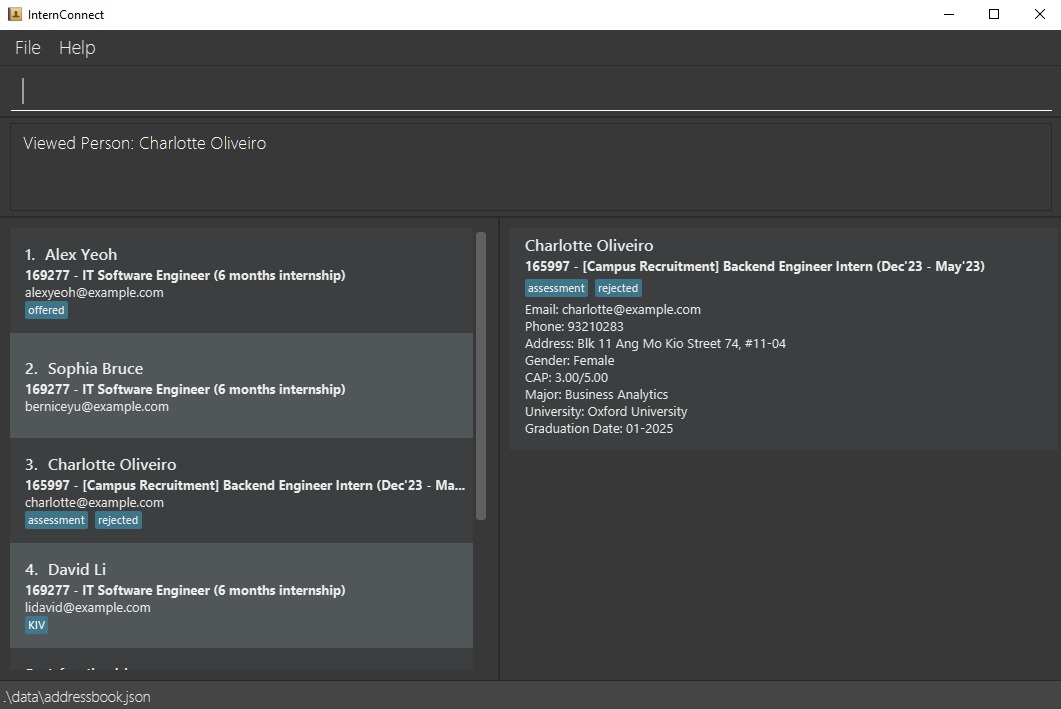 InternConnect
File Help
Viewed Person: Charlotte Oliveiro
1. Alex Yeoh
169277 - IT Software Engineer (6 months internship)
alexyeoh@example.com
offered
2. Sophia Bruce
169277 - IT Software Engineer (6 months internship)
berniceyu@example.com
3. Charlotte Oliveiro
165997 - [Campus Recruitment] Backend Engineer Intern (Dec'23 - Ma...
charlotte@example.com
assessment rejected
4. David Li
169277 - IT Software Engineer (6 months internship)
lidavid@example.com
KIV
Charlotte Oliveiro
165997 - [Campus Recruitment] Backend Engineer Intern (Dec'23 - May'23)
assessment rejected
Email: charlotte@example.com
Phone: 93210283
Address: Blk 11 Ang Mo Kio Street 74, #11-04
Gender: Female
CAP: 3.00/5.00
Major: Business Analytics
University: Oxford University
Graduation Date: 01-2025
.\data\addressbook.json